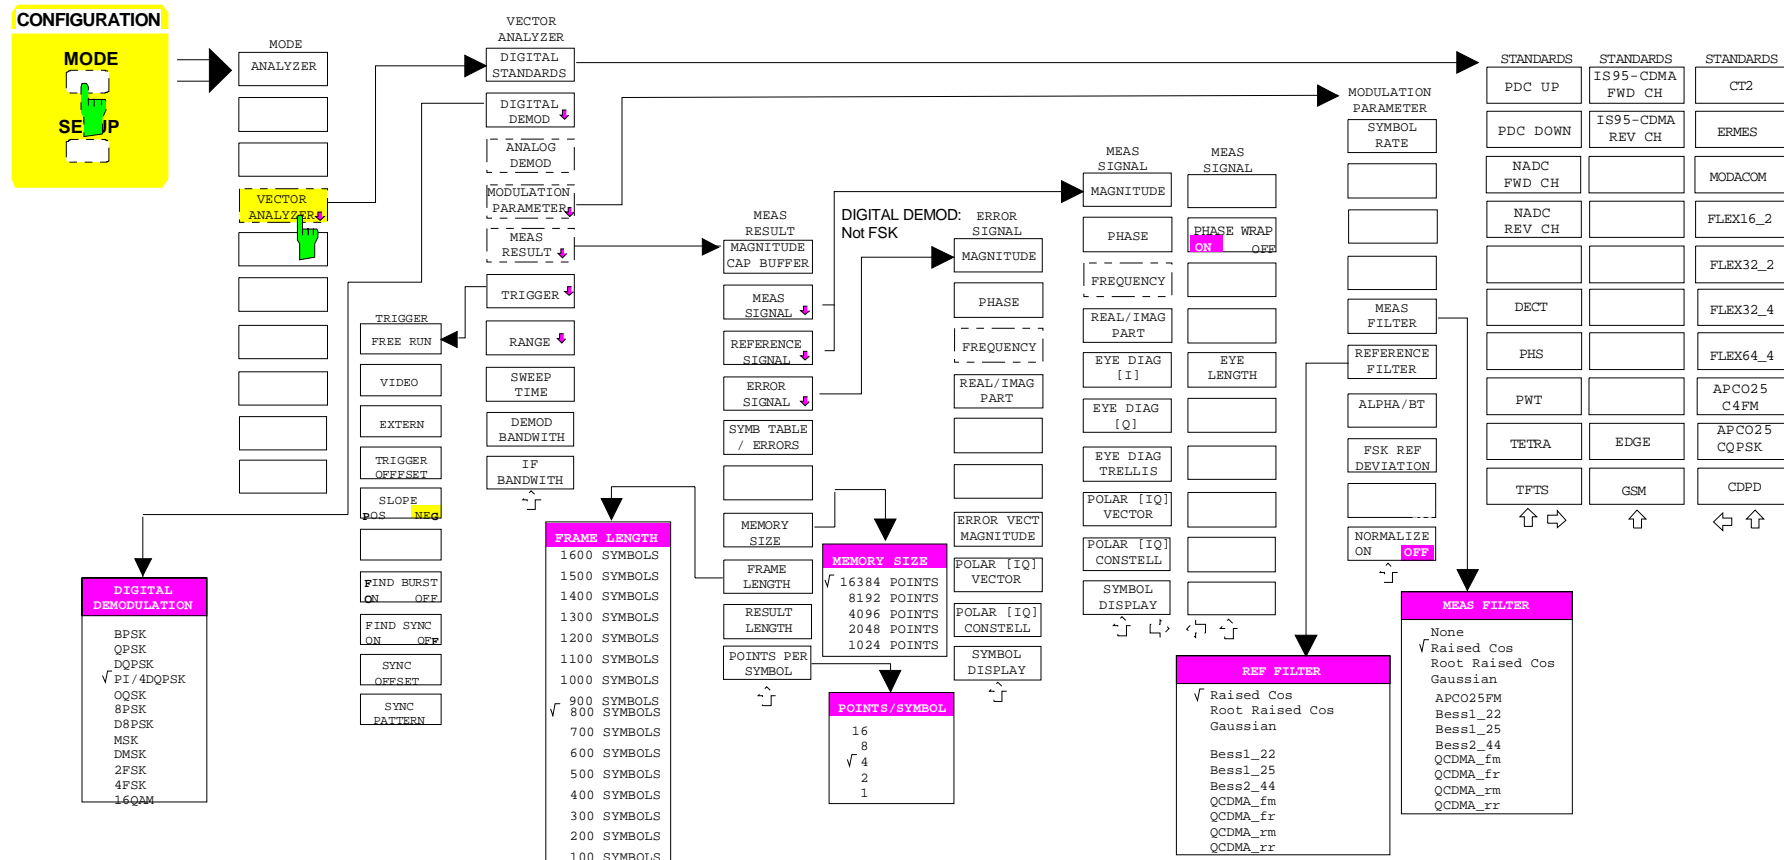 CONFIGURATION
MODE
SETUP
MODE
ANALYZER
VECTOR
ANALYZER
VECTOR
ANALYZER
DIGITAL
STANDARDS
DIGITAL
DEMOD
ANALOG
DEMOD
MODULATION
PARAMETER
MEAS
RESULT
TRIGGER
RANGE
SWEEP
TIME
DEMOD
BANDWITH
IF
BANDWITH
TRIGGER
FREE RUN
VIDEO
EXTERN
TRIGGER
OFFFSET
SLOPE
POS NEG
FIND BURST
ON OFF
FIND SYNC
ON OFF
SYNC
OFFSET
SYNC
PATTERN
DIGITAL
DEMODULATION
BPSK
QPSK
DQPSK
√ PI/4DQPSK
OQSK
8PSK
D8PSK
MSK
DMSK
2FSK
4FSK
16QAM
FRAME LENGTH
1600 SYMBOLS
1500 SYMBOLS
1400 SYMBOLS
1300 SYMBOLS
1200 SYMBOLS
1100 SYMBOLS
1000 SYMBOLS
900 SYMBOLS
√ 800 SYMBOLS
700 SYMBOLS
600 SYMBOLS
500 SYMBOLS
400 SYMBOLS
300 SYMBOLS
200 SYMBOLS
100 SYMBOLS
MEAS
RESULT
MAGNITUDE
CAP BUFFER
MEAS
SIGNAL
REFERENCE
SIGNAL
ERROR
SIGNAL
SYMB TABLE
/ ERRORS
MEMORY
SIZE
FRAME
LENGTH
RESULT
LENGTH
POINTS PER
SYMBOL
MEMORY SIZE
√ 16384 POINTS
8192 POINTS
4096 POINTS
2048 POINTS
1024 POINTS
POINTS/SYMBOL
16
8
√ 4
2
1
DIGITAL DEMOD:
Not FSK
ERROR
SIGNAL
MAGNITUDE
PHASE
FREQUENCY
REAL/IMAG
PART
ERROR VECT
MAGNITUDE
POLAR [IQ]
VECTOR
POLAR [IQ]
CONSTELL
SYMBOL
DISPLAY
MEAS
SIGNAL
MAGNITUDE
PHASE
FREQUENCY
REAL/IMAG
PART
EYE DIAG
[I]
EYE DIAG
[Q]
EYE DIAG
TRELLIS
POLAR [IQ]
VECTOR
POLAR [IQ]
CONSTELL
SYMBOL
DISPLAY
MEAS
SIGNAL
PHASE WRAP
ON OFF
EYE
LENGTH
MODULATION
PARAMETER
SYMBOL
RATE
MEAS
FILTER
REFERENCE
FILTER
ALPHA/BT
FSK REF
DEVIATION
NORMALIZE
ON OFF
REF FILTER
√ Raised Cos
Root Raised Cos
Gaussian
Bess1_22
Bess1_25
Bess2_44
QCDMA_fm
QCDMA_fr
QCDMA_rm
QCDMA_rr
MEAS FILTER
None
√ Raised Cos
Root Raised Cos
Gaussian
APCO25FM
Bess1_22
Bess1_25
Bess2_44
QCDMA_fm
QCDMA_fr
QCDMA_rm
QCDMA_rr
STANDARDS
PDC UP
PDC DOWN
NADC
FWD CH
NADC
REV CH
DECT
PHS
PWT
TETRA
TFTS
STANDARDS
IS95-CDMA
FWD CH
IS95-CDMA
REV CH
EDGE
GSM
STANDARDS
CT2
ERMES
MODACOM
FLEX16_2
FLEX32_2
FLEX32_4
FLEX64_4
APCO25
C4FM
APCO25
CQPSK
CDPD